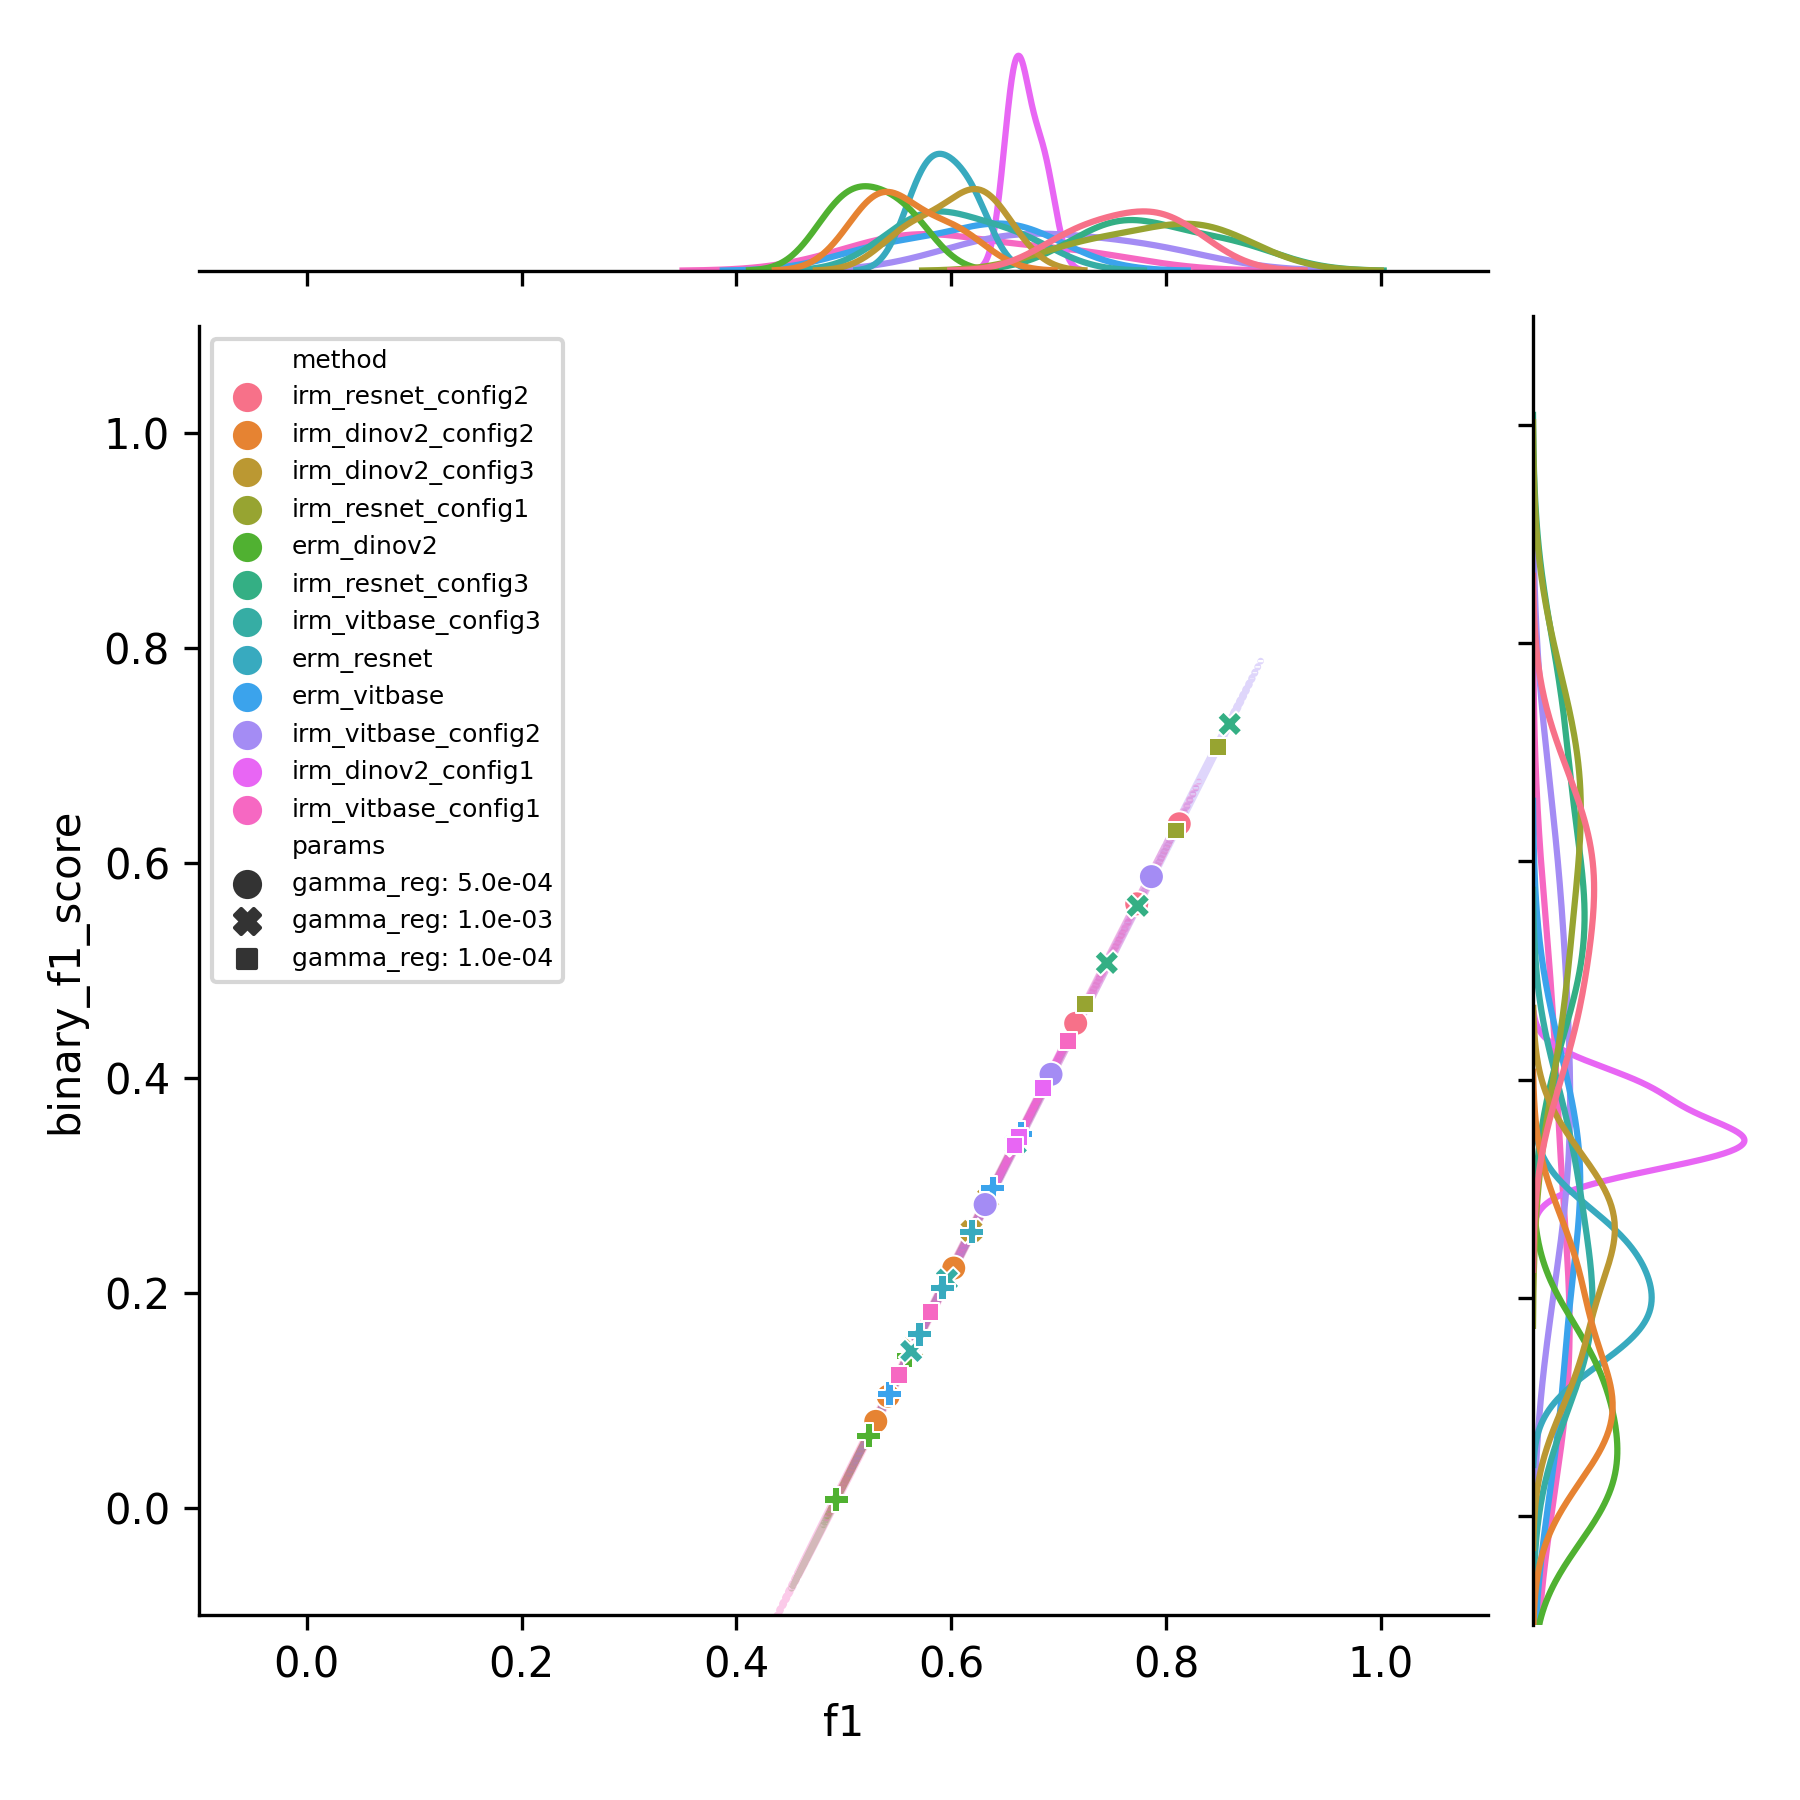 method
irm_resnet_config2
irm_dinov2_config2
irm_dinov2_config3
irm_resnet_config1
erm_dinov2
irm_resnet_config3
irm_vitbase_config3
erm_resnet
erm_vitbase
irm_vitbase_config2
irm_dinov2_config1
irm_vitbase_config1
params
gamma_reg: 5.0e-04
gamma_reg: 1.0e-03
gamma_reg: 1.0e-04
1.0
0.8
0.6
0.4
0.2
0.0
binary_f1_score
0.0 0.2 0.4 0.6 0.8 1.0
f1